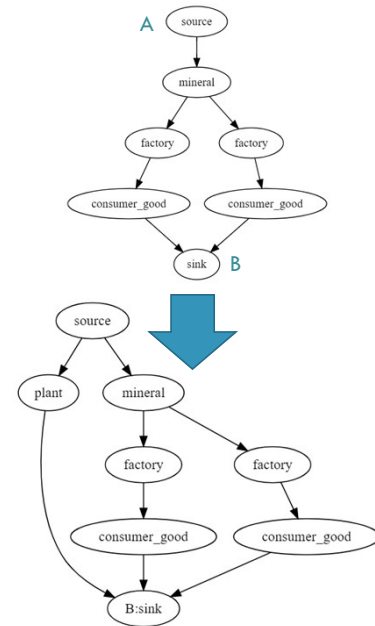 A
source
mineral
factory factory
consumer_good consumer_good
sink B
source
plant mineral
factory factory
consumer_good consumer_good
B:sink